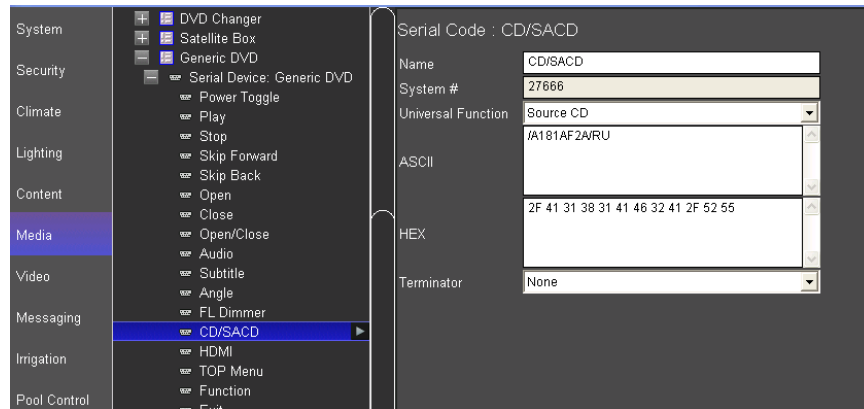 System
Security
Climate
Lighting
Content
Media
Video
Messaging
Irrigation
Pool Control
DVD Changer
Satellite Box
Generic DVD
Serial Device: Generic DVD
Power Toggle
Play
Stop
Skip Forward
Skip Back
Open
Close
Open/Close
Audio
Subtitle
Angle
FL Dimmer
CD/SACD
HDMI
TOP Menu
Function
Exit
Serial Code : CD/SACD
Name CD/SACD
System # 27666
Universal Function Source CD
ASCII /A181AF2A/RU
HEX 2F 41 31 38 31 41 46 32 41 2F 52 55
Terminator None